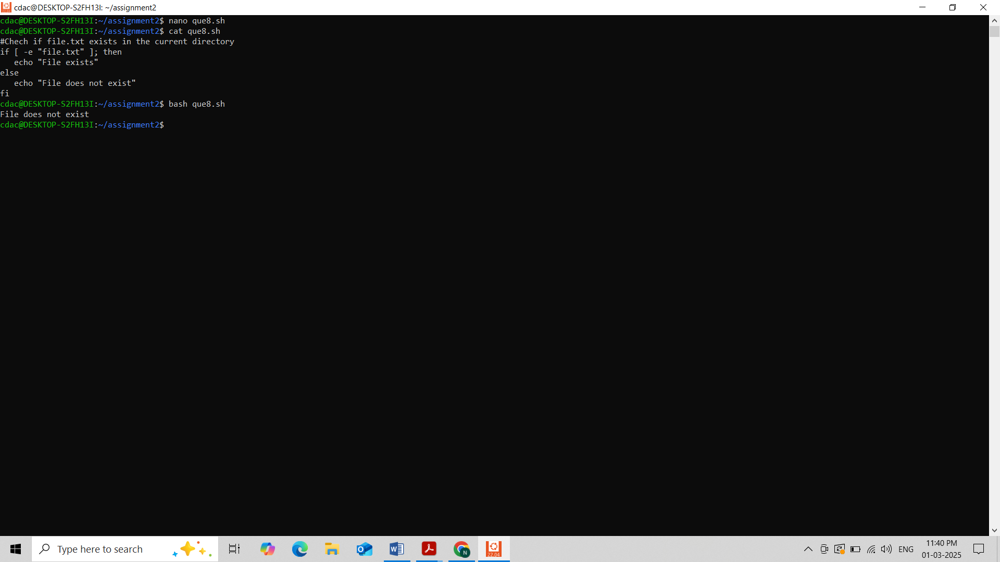 cdac@DESKTOP-S2FH13I: ~/assignment2
cdac@DESKTOP-S2FH13I:~/assignment2$ nano que8.sh
cdac@DESKTOP-S2FH13I:~/assignment2$ cat que8.sh
#Chech if file.txt exists in the current directory
if [ -e "file.txt" ]; then
   echo "File exists"
else
   echo "File does not exist"
fi
cdac@DESKTOP-S2FH13I:~/assignment2$ bash que8.sh
File does not exist
cdac@DESKTOP-S2FH13I:~/assignment2$
Type here to search
22.04
N
ENG
11:40 PM
01-03-2025